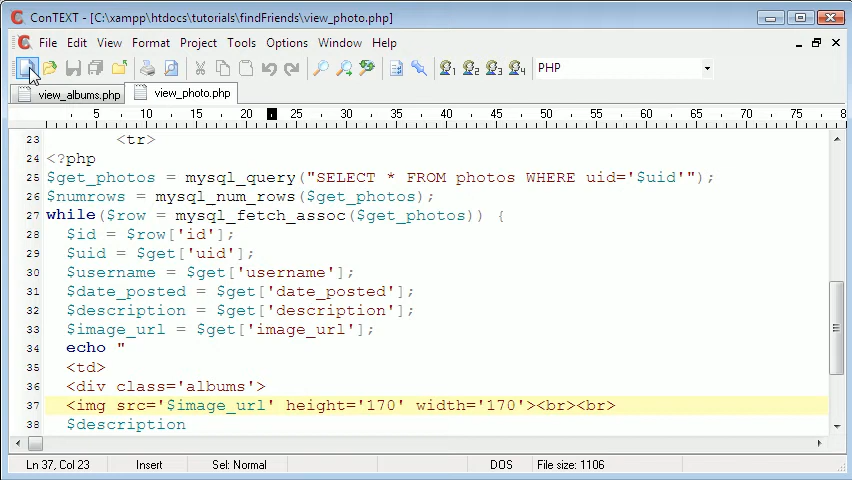 ConTEXT - [C:\xampp\htdocs\tutorials\findFriends\view_photo.php]
File Edit View Format Project Tools Options Window Help
1 2 3 4 PHP
view_albums.php view_photo.php
5 10 15 20 25 30 35 40 45 50 55 60 65 70 75 8
23 <tr>
24 <?php
25 $get_photos = mysql_query("SELECT * FROM photos WHERE uid='$uid'");
26 $numrows = mysql_num_rows($get_photos);
27 while($row = mysql_fetch_assoc($get_photos)) {
28 $id = $row['id'];
29 $uid = $get['uid'];
30 $username = $get['username'];
31 $date_posted = $get['date_posted'];
32 $description = $get['description'];
33 $image_url = $get['image_url'];
34 echo "
35 <td>
36 <div class='albums'>
37 <img src='$image_url' height='170' width='170'><br><br>
38 $description
Ln 37, Col 23 Insert Sel: Normal DOS File size: 1106